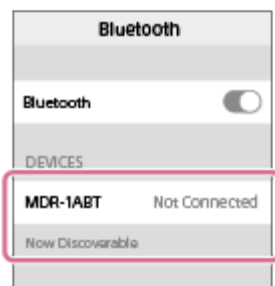 Bluetooth
Bluetooth
DEVICES
MDR-1ABT Not Connected
Now Discoverable